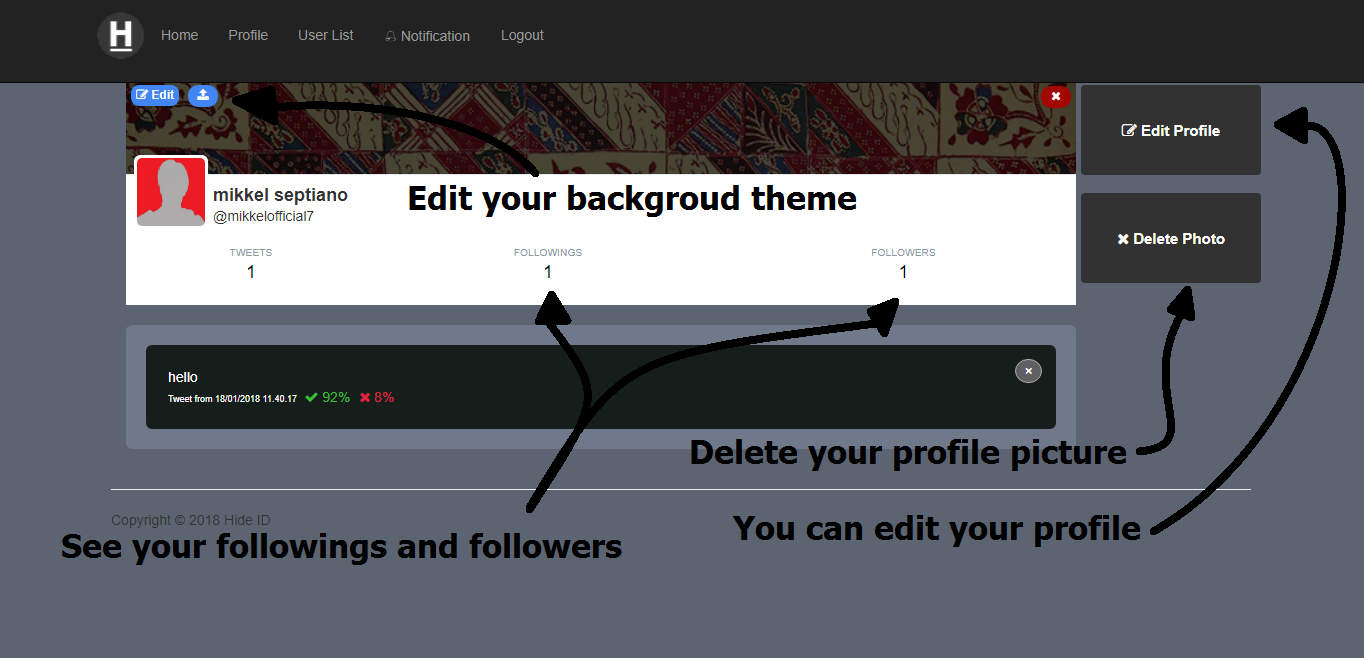 H Home Profile User List Notification Logout
Edit
Edit Profile
mikkel septiano
@mikkelofficial7
Edit your backgroud theme
Delete Photo
TWEETS FOLLOWINGS FOLLOWERS
1 1 1
hello
Tweet from 18/01/2018 11.40.17 92% 8%
Delete your profile picture
Copyright © 2018 Hide ID
You can edit your profile
See your followings and followers